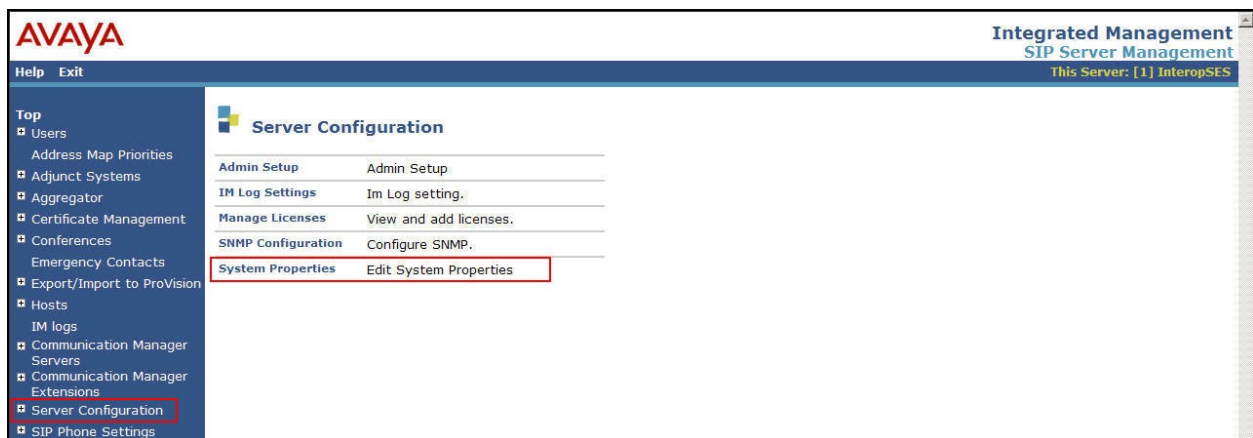 AVAYA
Integrated Management
SIP Server Management
Help Exit
This Server: [1] InteropSES
Top
Users
Address Map Priorities
Adjunct Systems
Aggregator
Certificate Management
Conferences
Emergency Contacts
Export/Import to ProVision
Hosts
IM logs
Communication Manager
Servers
Communication Manager
Extensions
Server Configuration
SIP Phone Settings
Server Configuration
Admin Setup Admin Setup
IM Log Settings Im Log setting.
Manage Licenses View and add licenses.
SNMP Configuration Configure SNMP.
System Properties Edit System Properties